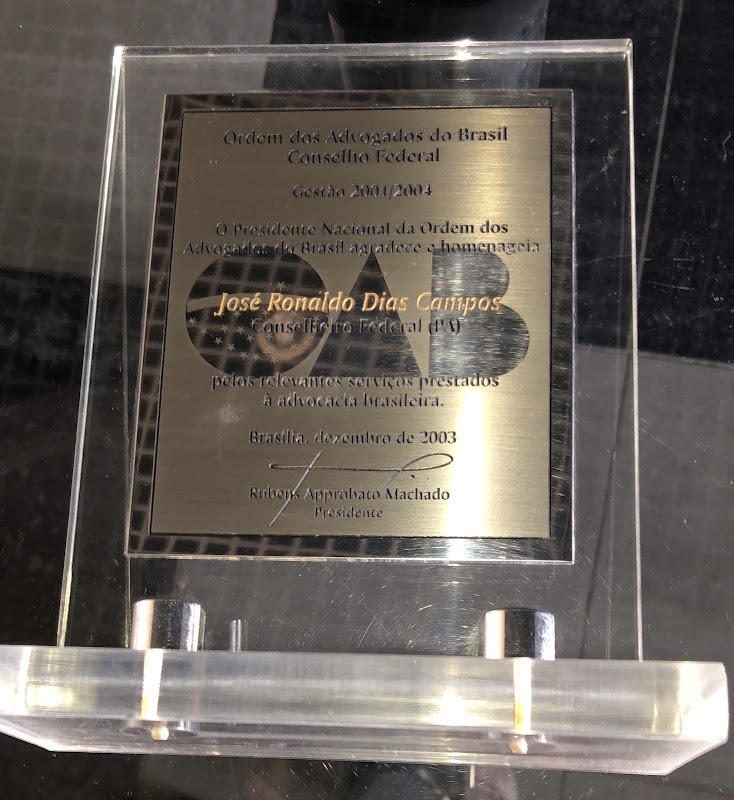 Ordem dos Advogados do Brasil
Conselho Federal
Gestão 2001/2004
O Presidente Nacional da Ordem dos
Advogados do Brasil agradece e homenageia
OAB
José Ronaldo Dias Campos
Conselheiro Federal (PA)
pelos relevantes serviços prestados
à advocacia brasileira.
Brasília, dezembro de 2003
Rubens Approbato Machado
Presidente